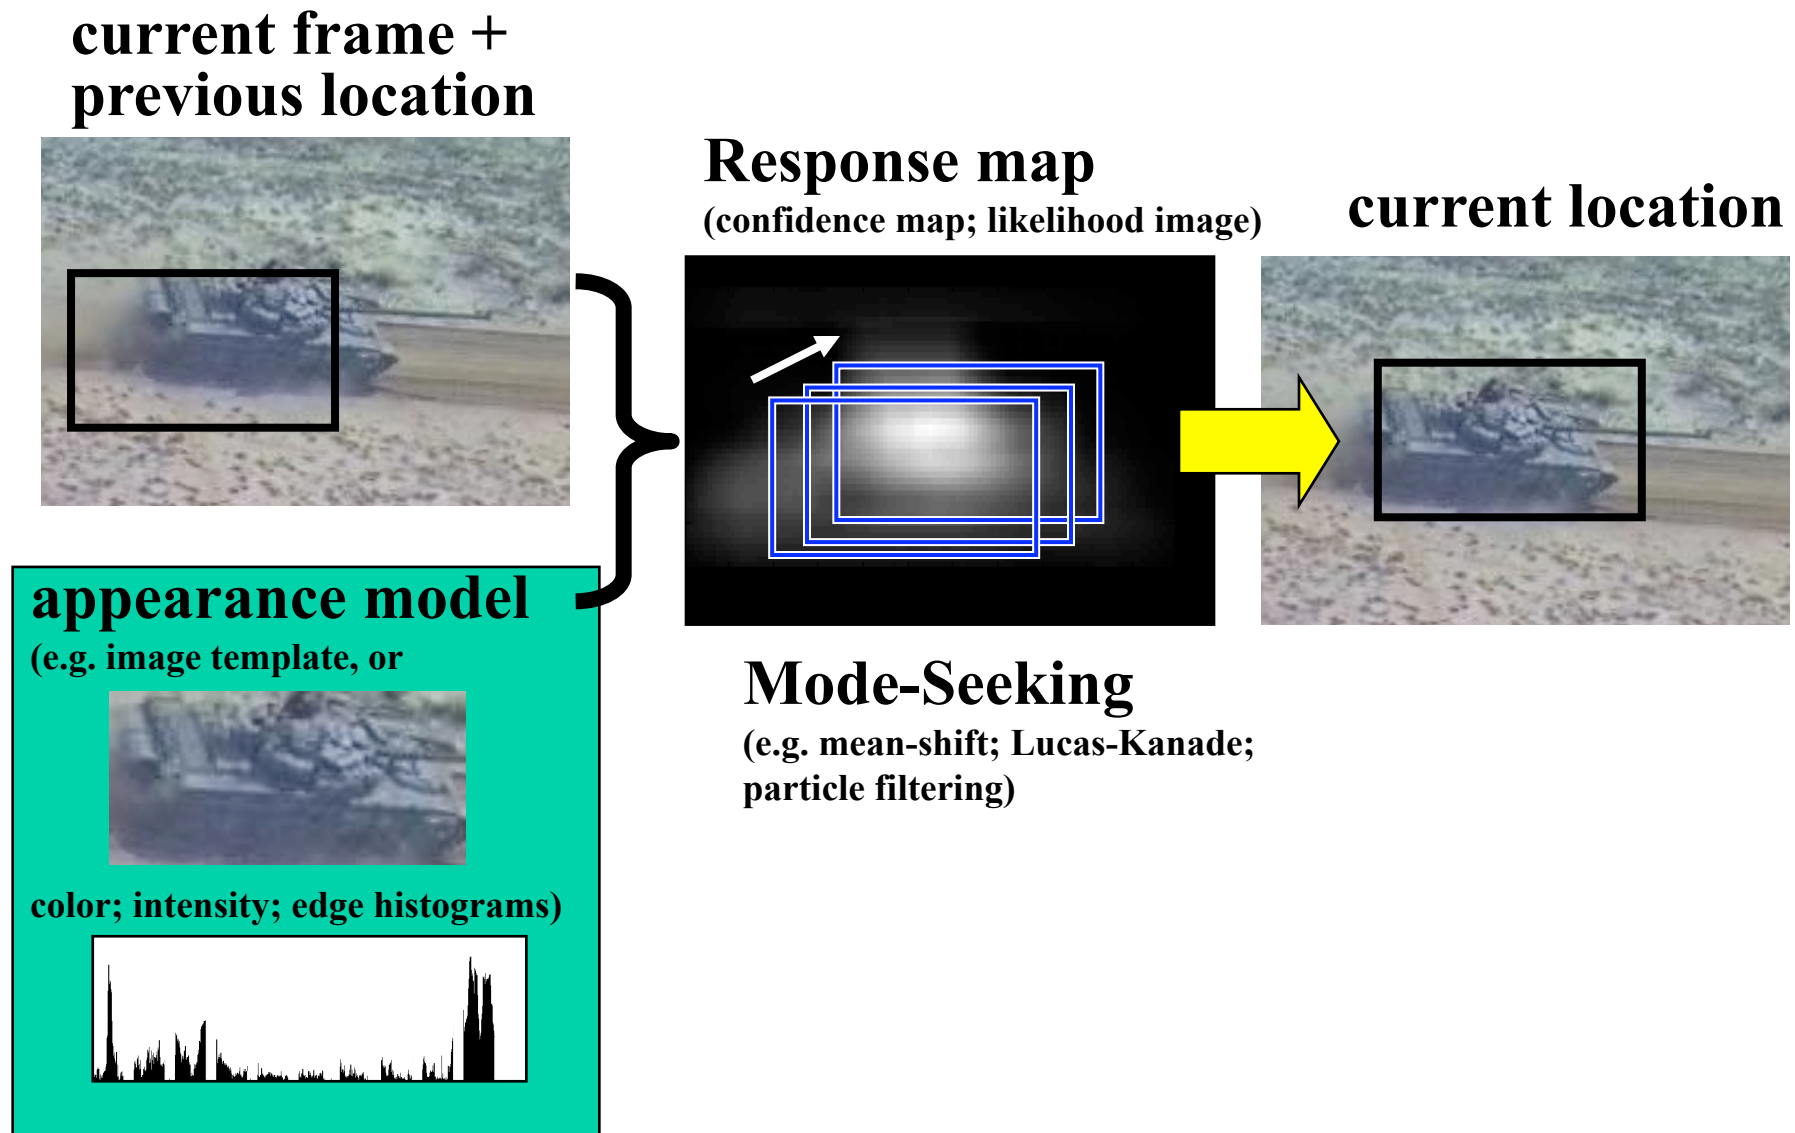 current frame +
previous location
Response map
(confidence map; likelihood image)
current location
appearance model
(e.g. image template, or
color; intensity; edge histograms)
Mode-Seeking
(e.g. mean-shift; Lucas-Kanade;
particle filtering)